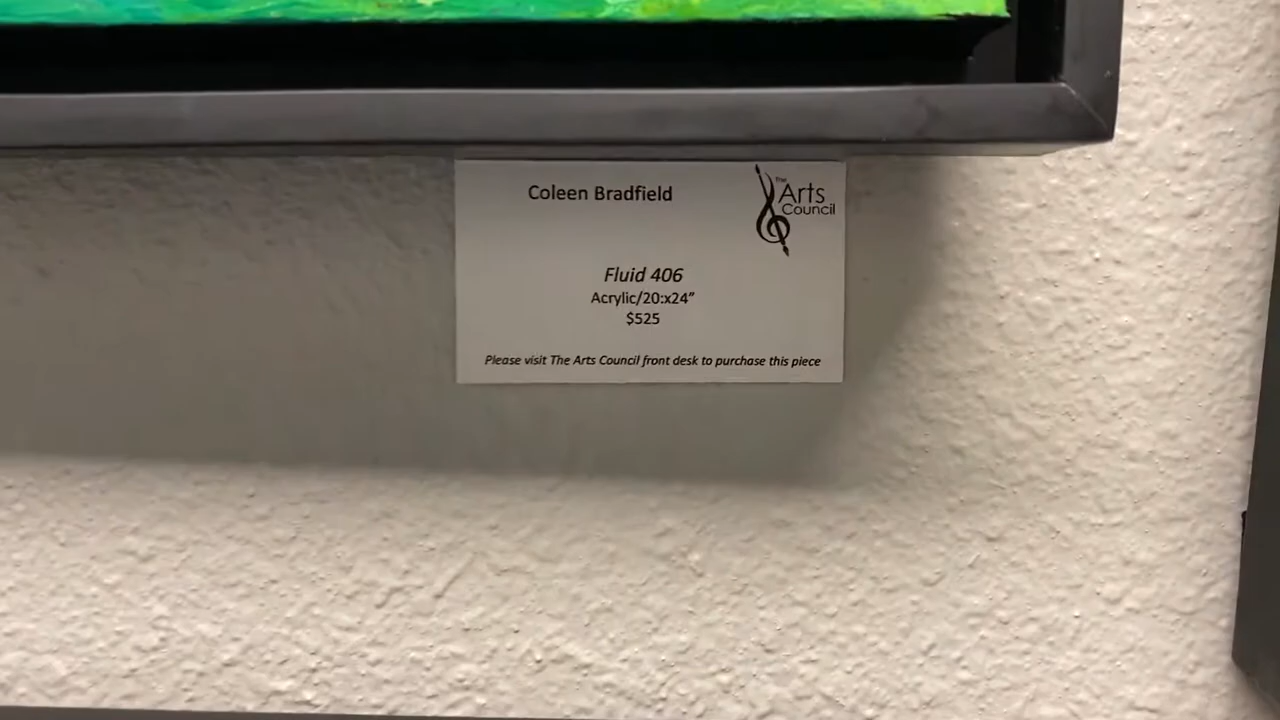 Coleen Bradfield
The
Arts
Council
Fluid 406
Acrylic/20:x24”
$525
Please visit The Arts Council front desk to purchase this piece